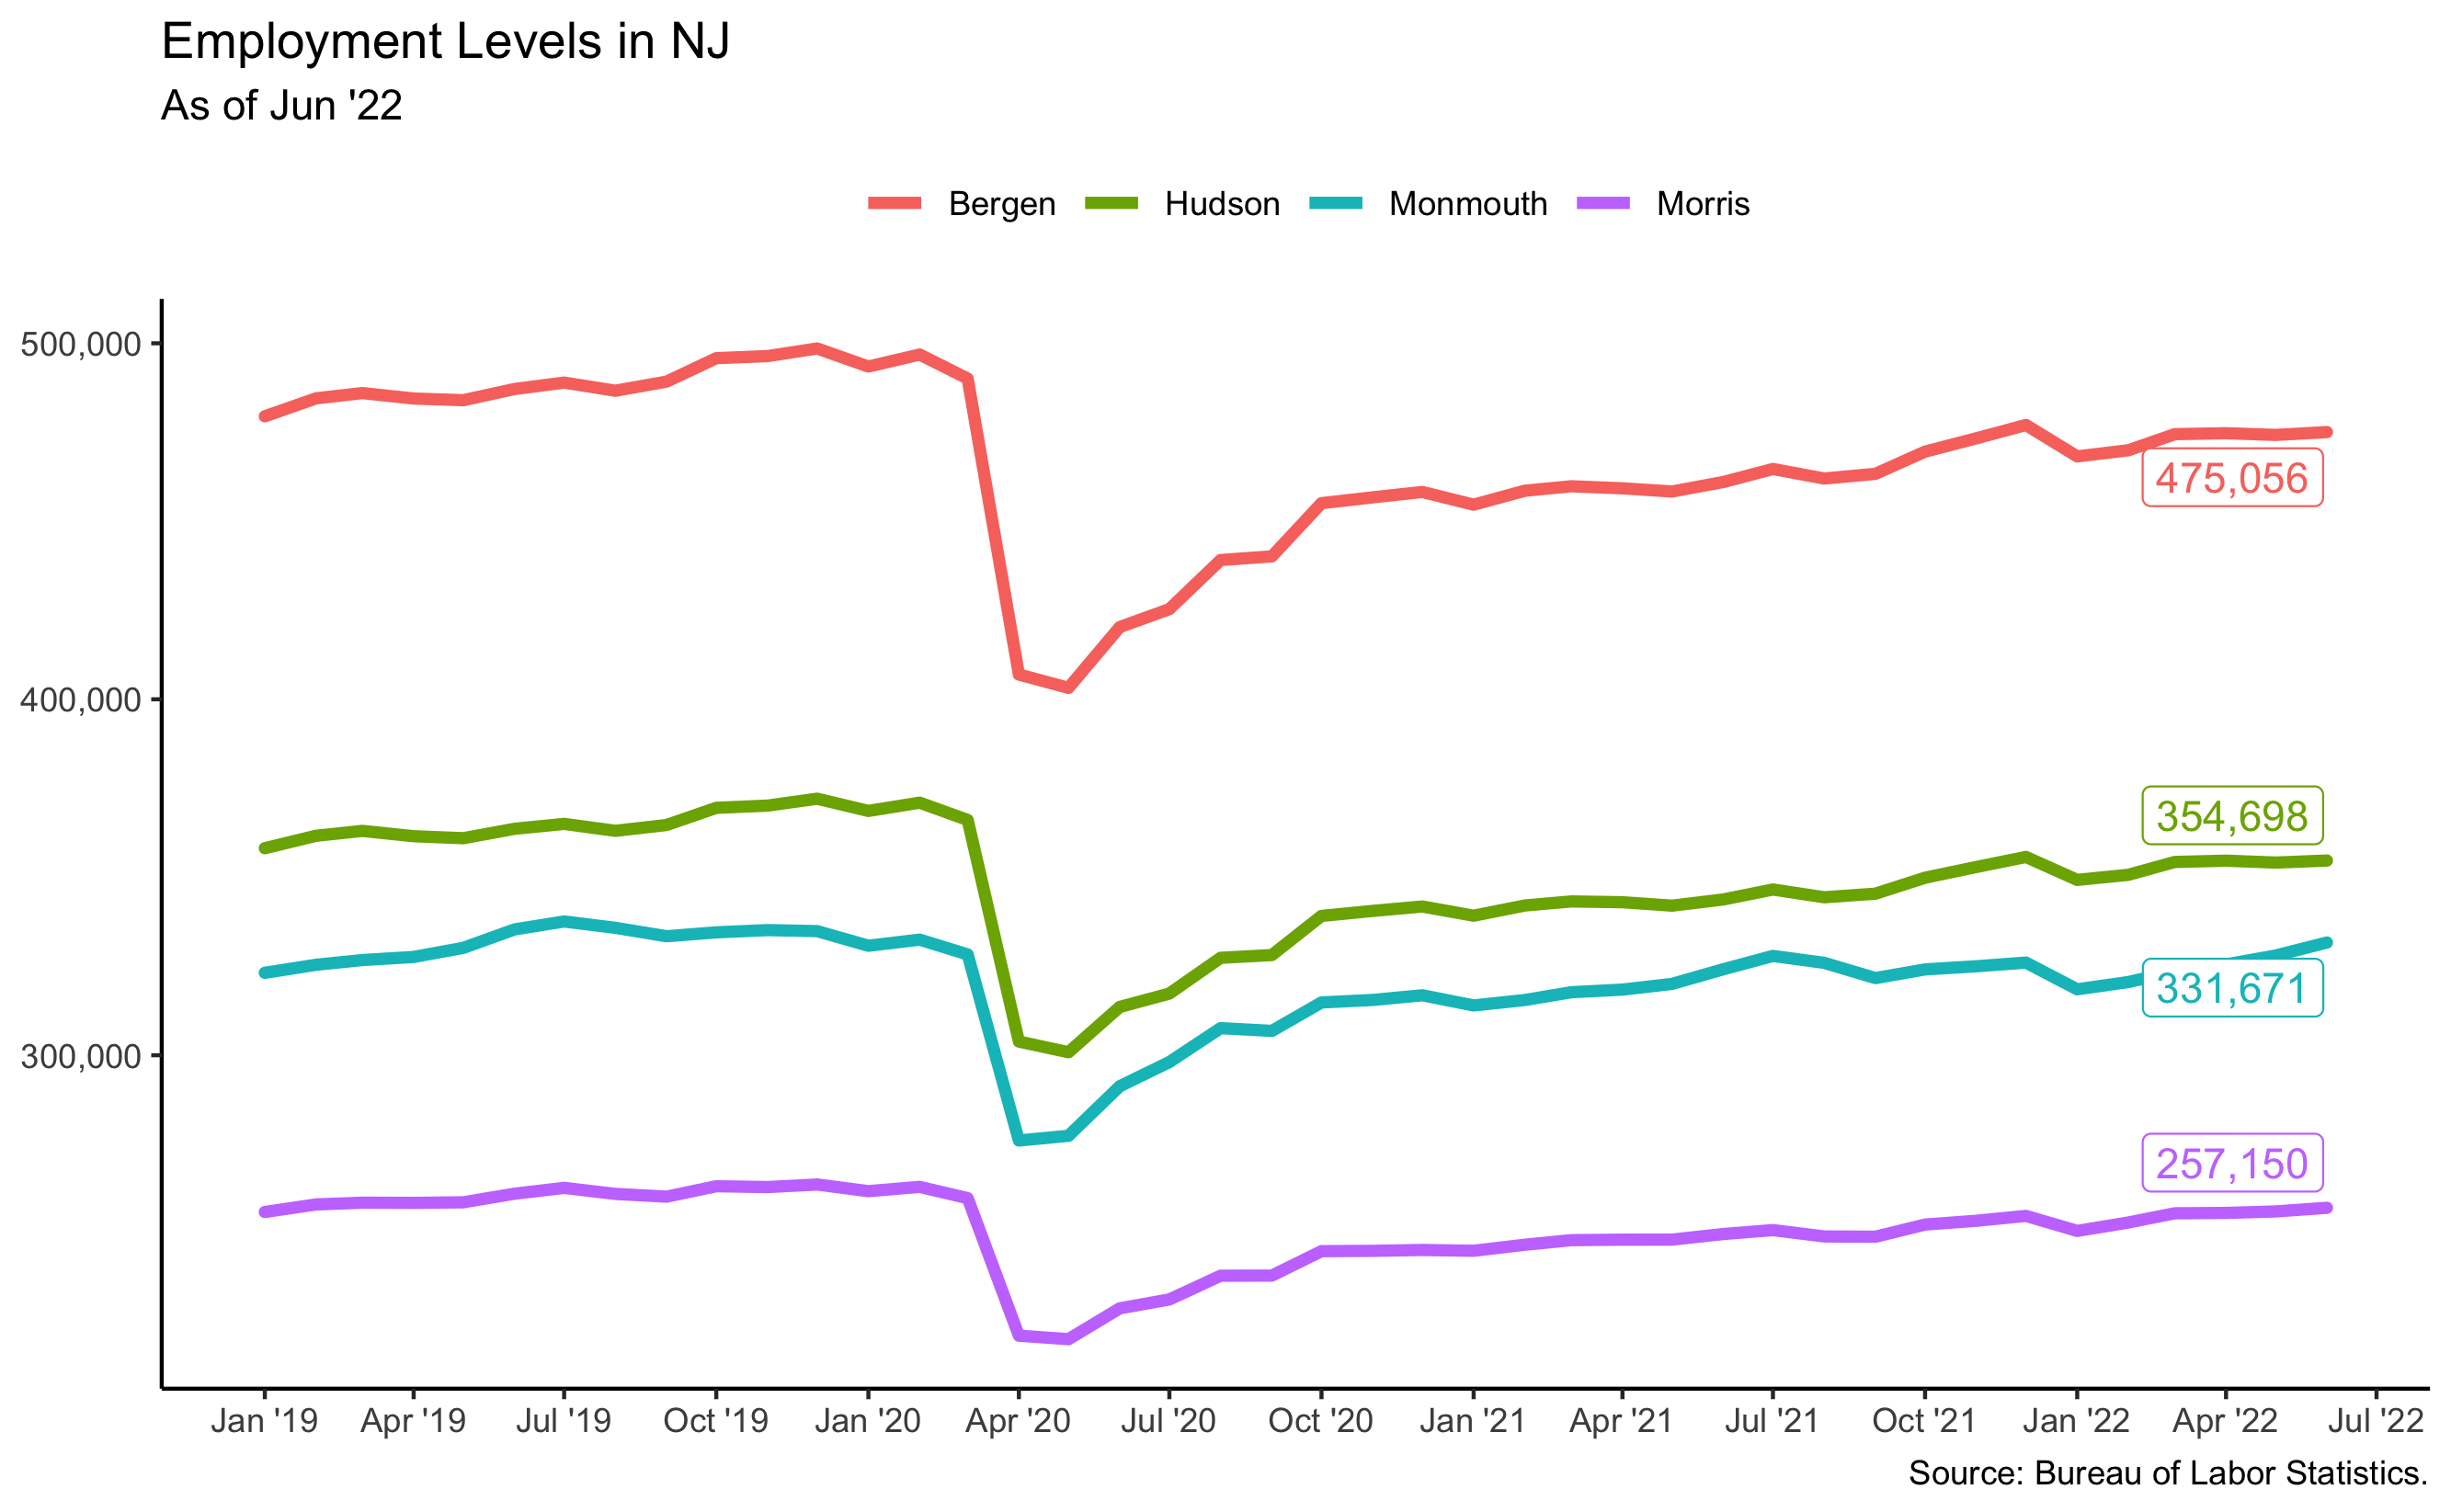 Employment Levels in NJ
As of Jun '22
Bergen Hudson Monmouth Morris
500,000
400,000
300,000
475,056
354,698
331,671
257,150
Jan '19 Apr '19 Jul '19 Oct '19 Jan '20 Apr '20 Jul '20 Oct '20 Jan '21 Apr '21 Jul '21 Oct '21 Jan '22 Apr '22 Jul '22
Source: Bureau of Labor Statistics.